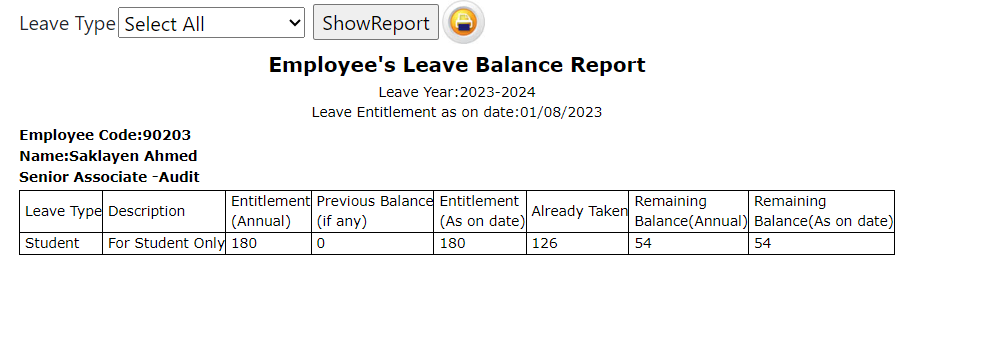 Leave Type Select All ShowReport
Employee's Leave Balance Report
Leave Year:2023-2024
Leave Entitlement as on date:01/08/2023
Employee Code:90203
Name:Saklayen Ahmed
Senior Associate -Audit
Leave Type Description Entitlement (Annual) Previous Balance (if any) Entitlement (As on date) Already Taken Remaining Balance(Annual) Remaining Balance(As on date)
Student For Student Only 180 0 180 126 54 54